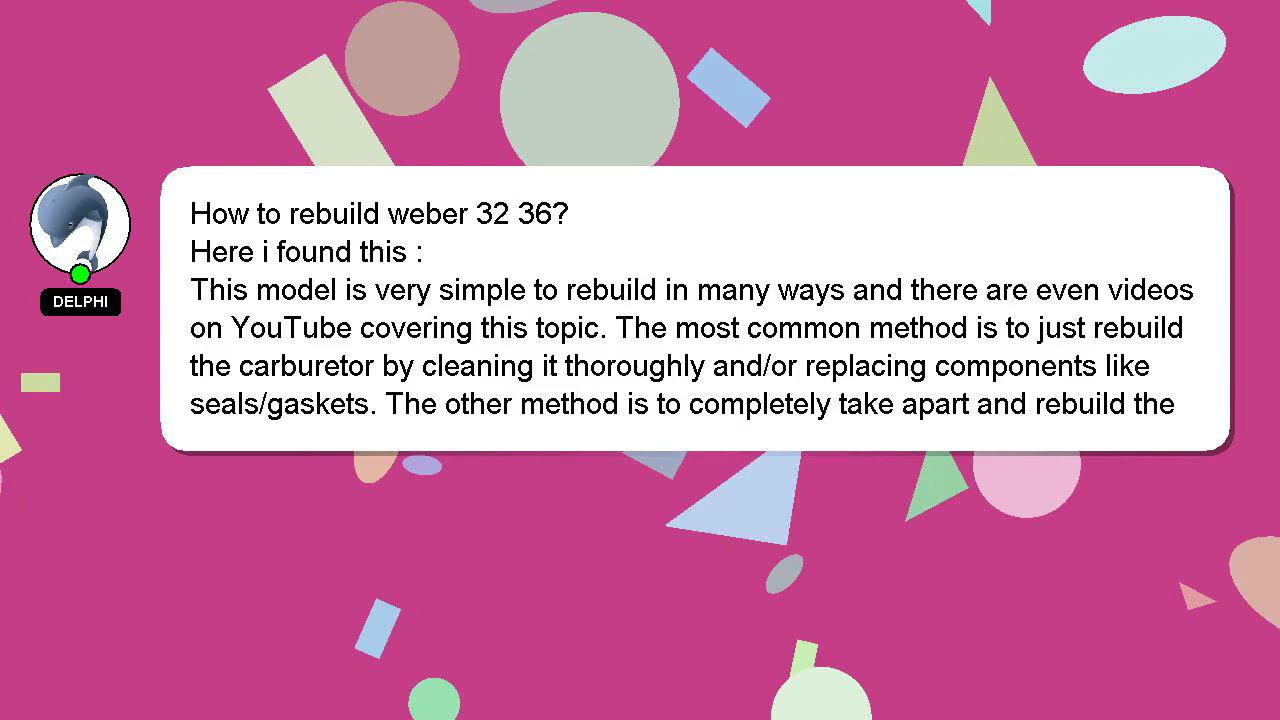 How to rebuild weber 32 36?
Here i found this :
This model is very simple to rebuild in many ways and there are even videos
on YouTube covering this topic. The most common method is to just rebuild
the carburetor by cleaning it thoroughly and/or replacing components like
seals/gaskets. The other method is to completely take apart and rebuild the
DELPHI